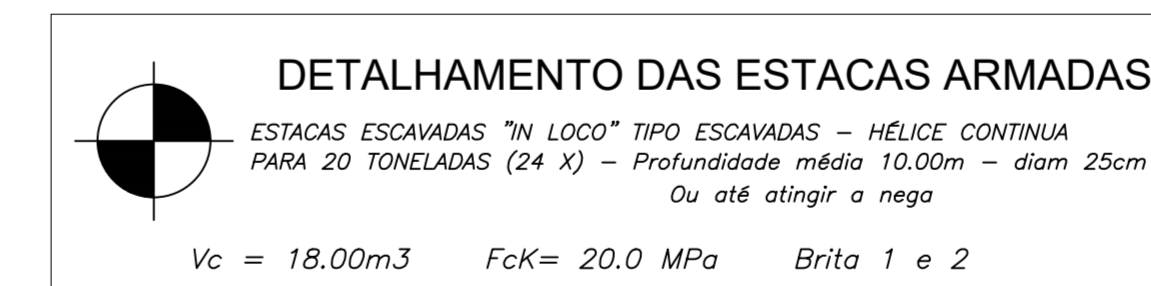 DETALHAMENTO DAS ESTACAS ARMADAS
ESTACAS ESCAVADAS "IN LOCO" TIPO ESCAVADAS – HÉLICE CONTINUA
PARA 20 TONELADAS (24 X) – Profundidade média 10.00m – diam 25cm
Ou até atingir a nega
Vc = 18.00m3 FcK= 20.0 MPa Brita 1 e 2